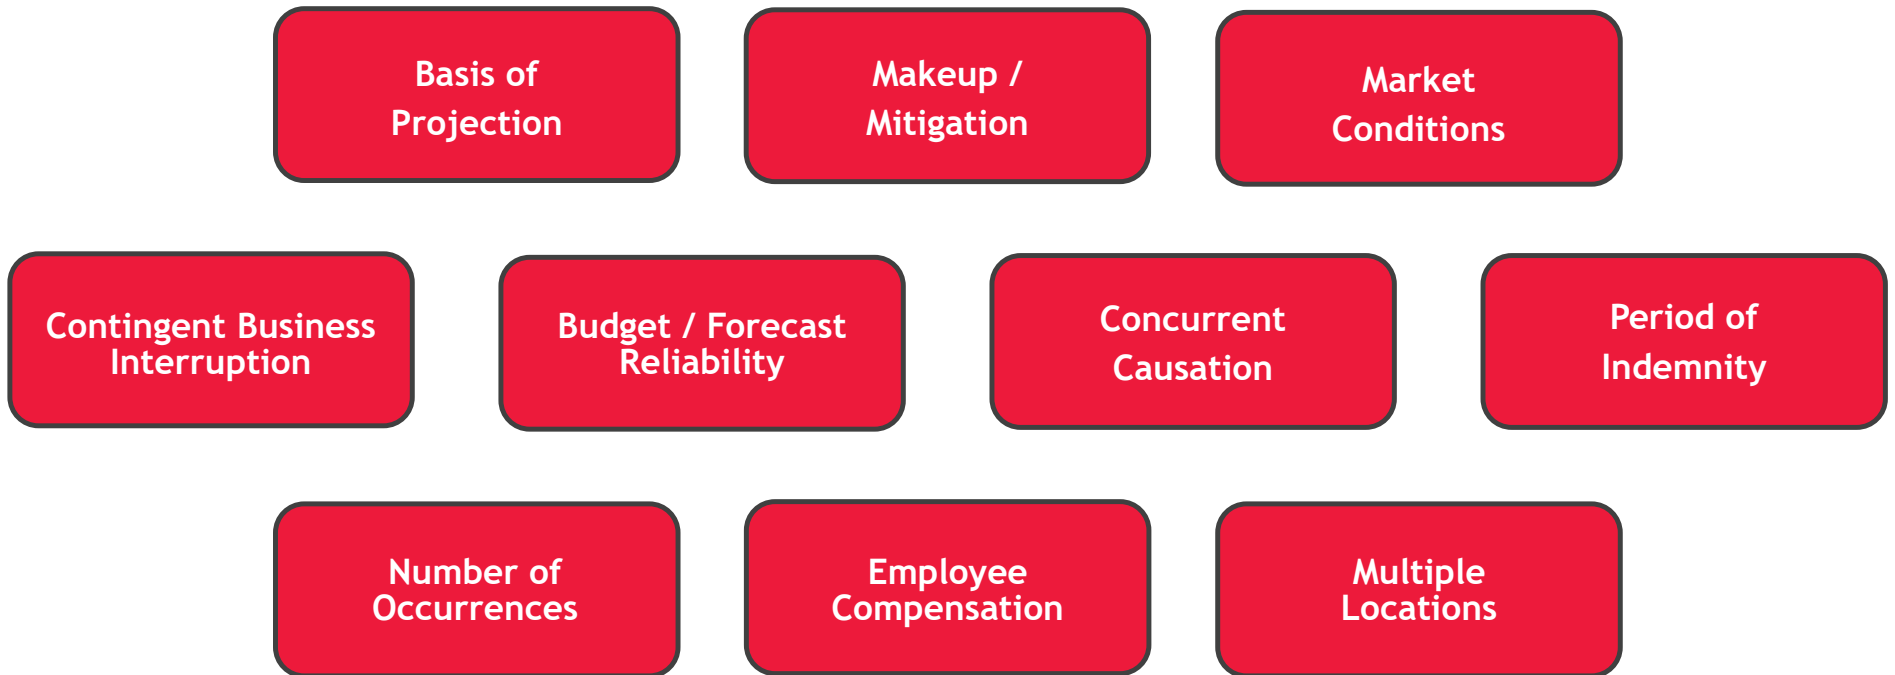 Basis of
Projection
Makeup /
Mitigation
Market
Conditions
Contingent Business
Interruption
Budget / Forecast
Reliability
Concurrent
Causation
Period of
Indemnity
Number of
Occurrences
Employee
Compensation
Multiple
Locations